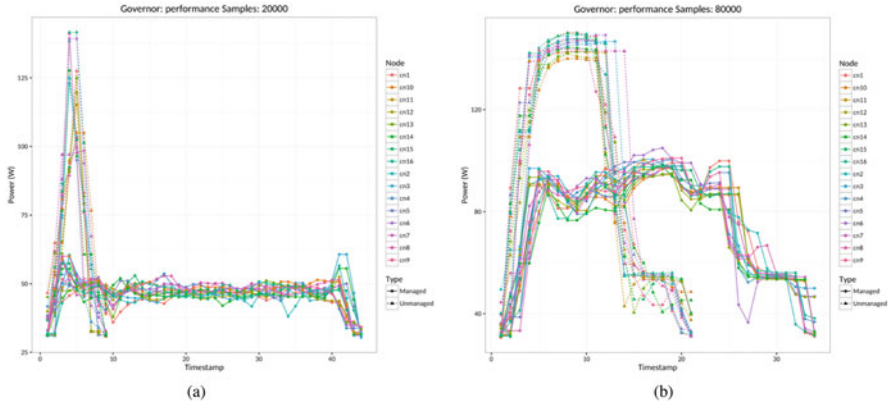 Governor: performance Samples: 20000
125
100
75
50
25
0
10
20
30
40
Power (W)
Timestamp
Node
cn1
cn10
cn11
cn12
cn13
cn14
cn15
cn16
cn2
cn3
cn4
cn5
cn6
cn7
cn8
cn9
Type
Managed
Unmanaged
(a)
Governor: performance Samples: 80000
120
80
40
0
10
20
30
Power (W)
Timestamp
Node
cn1
cn10
cn11
cn12
cn13
cn14
cn15
cn16
cn2
cn3
cn4
cn5
cn6
cn7
cn8
cn9
Type
Managed
Unmanaged
(b)